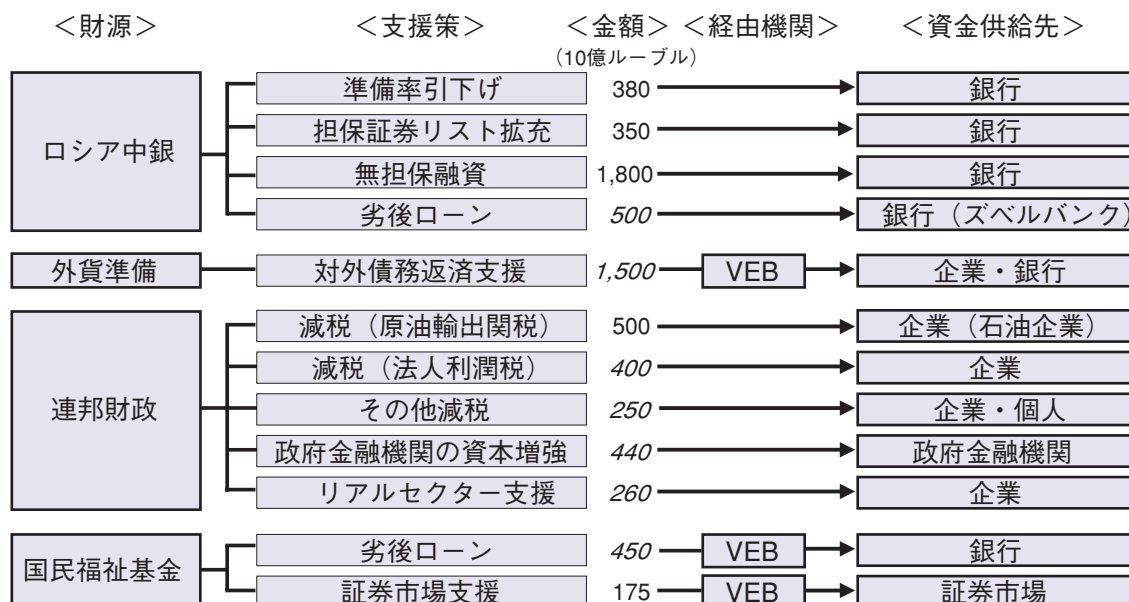 ＜財源＞ ＜支援策＞ ＜金額＞ ＜経由機関＞ ＜資金供給先＞
（10億ルーブル）
ロシア中銀
準備率引下げ 380 銀行
担保証券リスト拡充 350 銀行
無担保融資 1,800 銀行
劣後ローン 500 銀行（ズベルバンク）
外貨準備 対外債務返済支援 1,500 VEB 企業・銀行
連邦財政
減税（原油輸出関税） 500 企業（石油企業）
減税（法人利潤税） 400 企業
その他減税 250 企業・個人
政府金融機関の資本増強 440 政府金融機関
リアルセクター支援 260 企業
国民福祉基金
劣後ローン 450 VEB 銀行
証券市場支援 175 VEB 証券市場